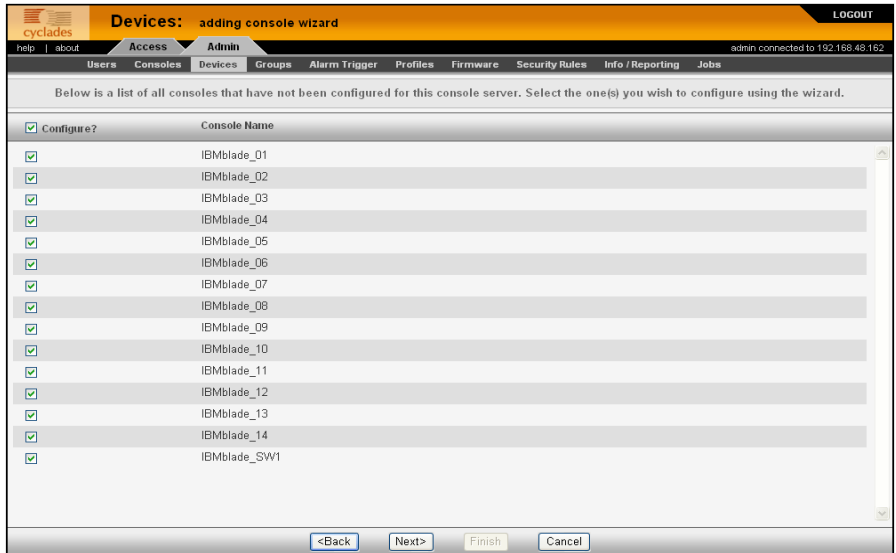 cyclades
Devices: adding console wizard
LOGOUT
help | about
Access Admin
admin connected to 192.168.48.162
Users Consoles Devices Groups Alarm Trigger Profiles Firmware Security Rules Info / Reporting Jobs
Below is a list of all consoles that have not been configured for this console server. Select the one(s) you wish to configure using the wizard.
Configure? Console Name
IBMblade_01
IBMblade_02
IBMblade_03
IBMblade_04
IBMblade_05
IBMblade_06
IBMblade_07
IBMblade_08
IBMblade_09
IBMblade_10
IBMblade_11
IBMblade_12
IBMblade_13
IBMblade_14
IBMblade_SW1
<Back Next> Finish Cancel